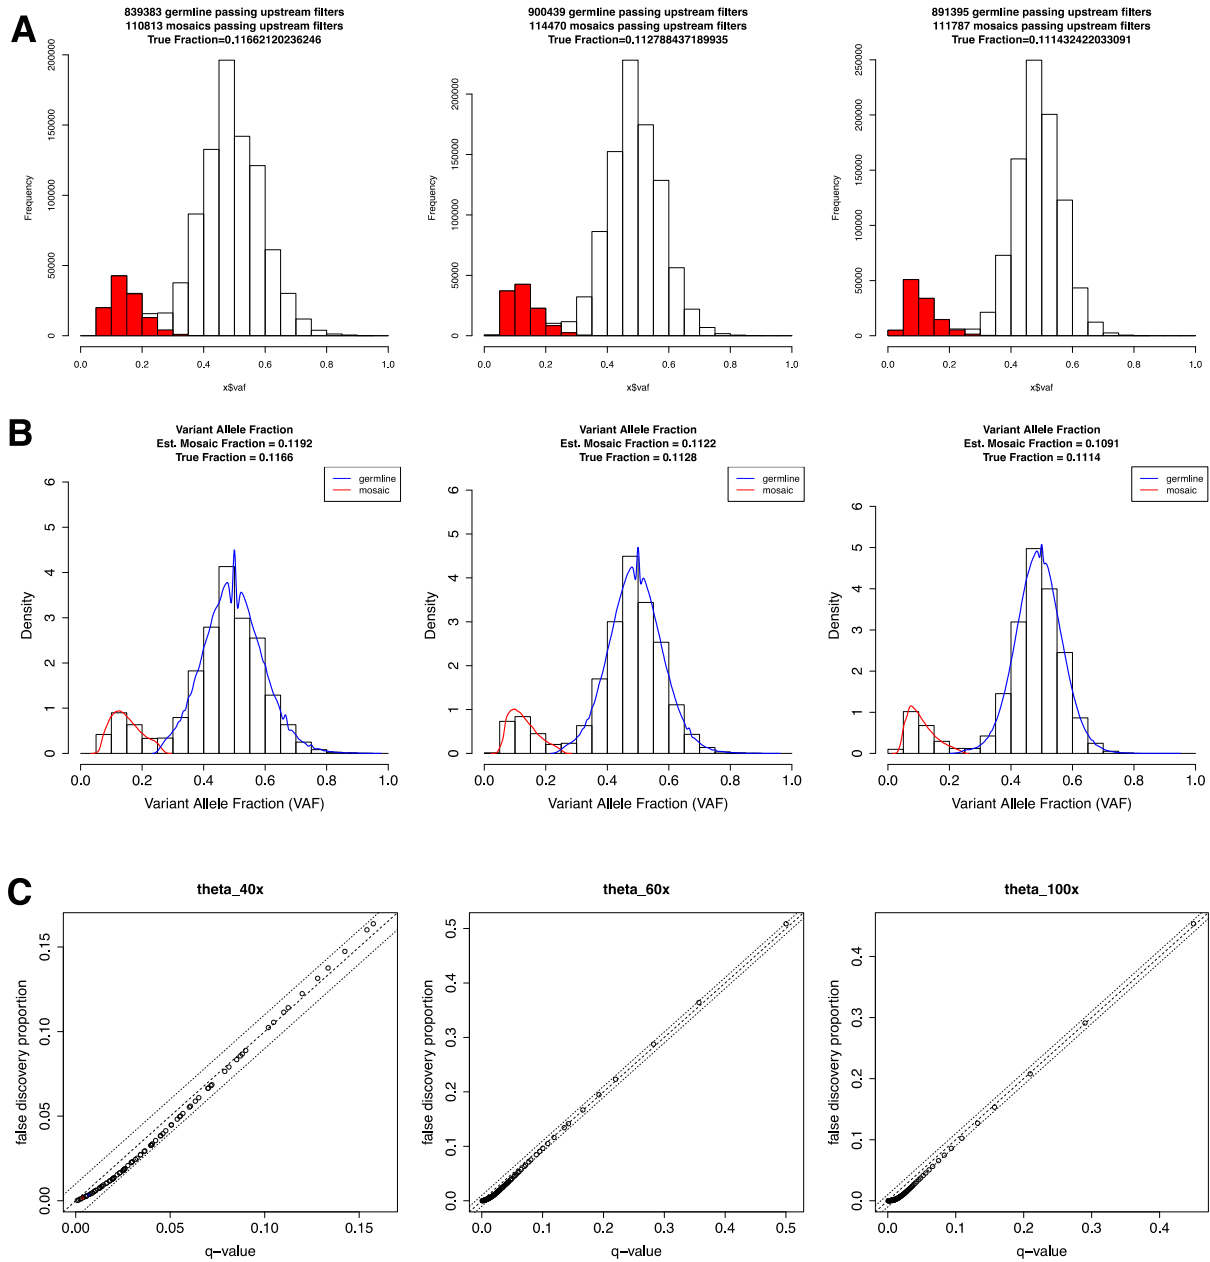 A
839383 germline passing upstream filters
110813 mosaics passing upstream filters
True Fraction=0.11662120236246
Frequency
0
50000
100000
150000
200000
0.0
0.2
0.4
0.6
0.8
1.0
x$vaf
900439 germline passing upstream filters
114470 mosaics passing upstream filters
True Fraction=0.112788437189935
Frequency
0
50000
100000
150000
200000
0.0
0.2
0.4
0.6
0.8
1.0
x$vaf
891395 germline passing upstream filters
111787 mosaics passing upstream filters
True Fraction=0.111432422033091
Frequency
0
50000
100000
150000
200000
250000
0.0
0.2
0.4
0.6
0.8
1.0
x$vaf
B
Variant Allele Fraction
Est. Mosaic Fraction = 0.1192
True Fraction = 0.1166
germline
mosaic
Density
0
1
2
3
4
5
6
0.0
0.2
0.4
0.6
0.8
1.0
Variant Allele Fraction (VAF)
Variant Allele Fraction
Est. Mosaic Fraction = 0.1122
True Fraction = 0.1128
germline
mosaic
Density
0
1
2
3
4
5
6
0.0
0.2
0.4
0.6
0.8
1.0
Variant Allele Fraction (VAF)
Variant Allele Fraction
Est. Mosaic Fraction = 0.1091
True Fraction = 0.1114
germline
mosaic
Density
0
1
2
3
4
5
6
0.0
0.2
0.4
0.6
0.8
1.0
Variant Allele Fraction (VAF)
C
theta_40x
false discovery proportion
0.00
0.05
0.10
0.15
0.00
0.05
0.10
0.15
q−value
theta_60x
false discovery proportion
0.0
0.1
0.2
0.3
0.4
0.5
0.0
0.1
0.2
0.3
0.4
0.5
q−value
theta_100x
false discovery proportion
0.0
0.1
0.2
0.3
0.4
0.0
0.1
0.2
0.3
0.4
q−value